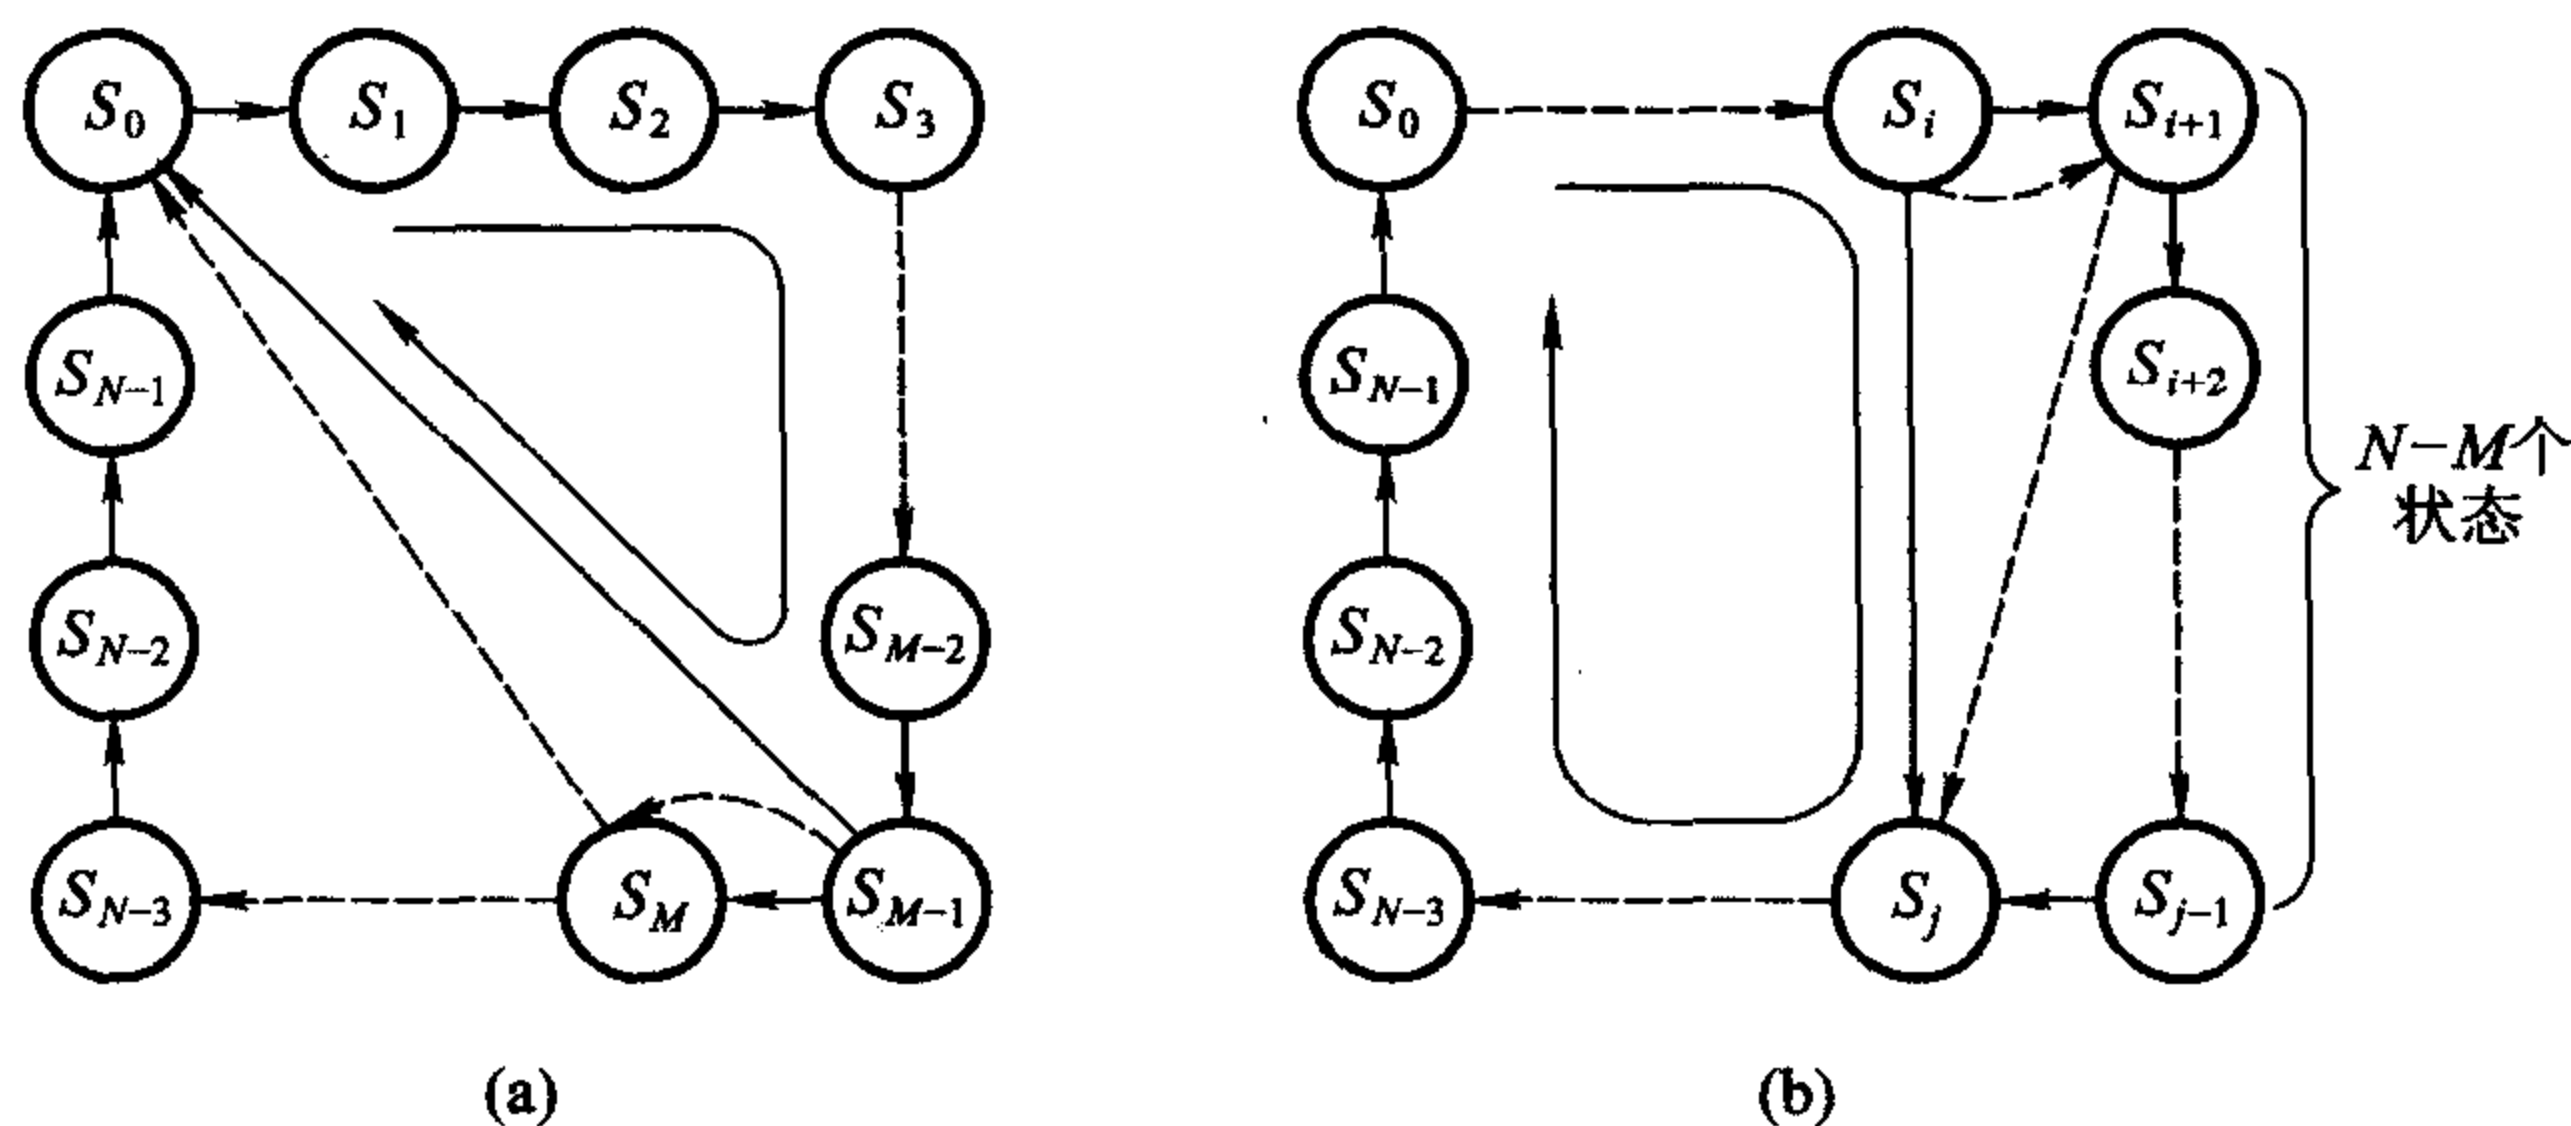 S0 S1 S2 S3
SN−1
SN−2 SM−2
SN−3 SM SM−1
(a)
S0 Si Si+1
SN−1 Si+2
N−M个
状态
SN−2
SN−3 Sj Sj−1
(b)